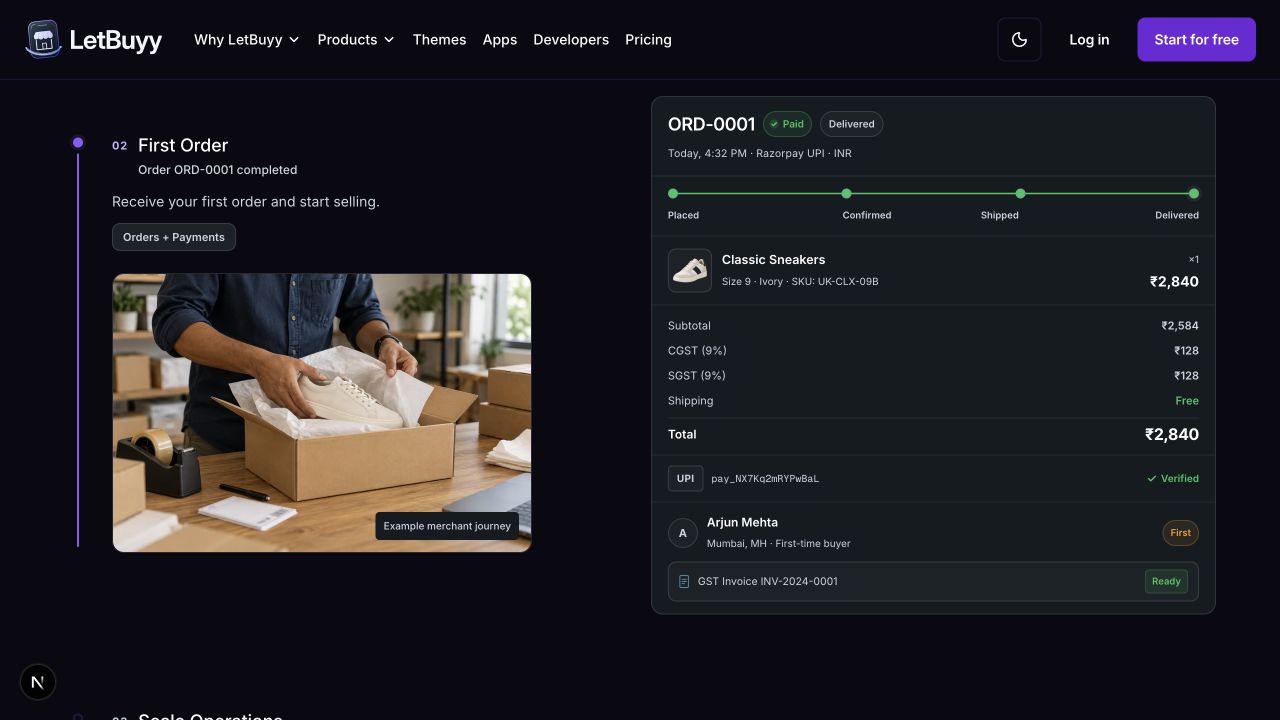 LetBuyy
Why LetBuyy
Products
Themes
Apps
Developers
Pricing
Log in
Start for free
02 First Order
Order ORD-0001 completed
Receive your first order and start selling.
Orders + Payments
Example merchant journey
ORD-0001 Paid Delivered
Today, 4:32 PM · Razorpay UPI · INR
Placed Confirmed Shipped Delivered
Classic Sneakers ×1
Size 9 · Ivory · SKU: UK-CLX-09B ₹2,840
Subtotal ₹2,584
CGST (9%) ₹128
SGST (9%) ₹128
Shipping Free
Total ₹2,840
UPI pay_NX7Kq2mRYPwBaL Verified
A Arjun Mehta First
Mumbai, MH · First-time buyer
GST Invoice INV-2024-0001 Ready
N
03 Scale Operations